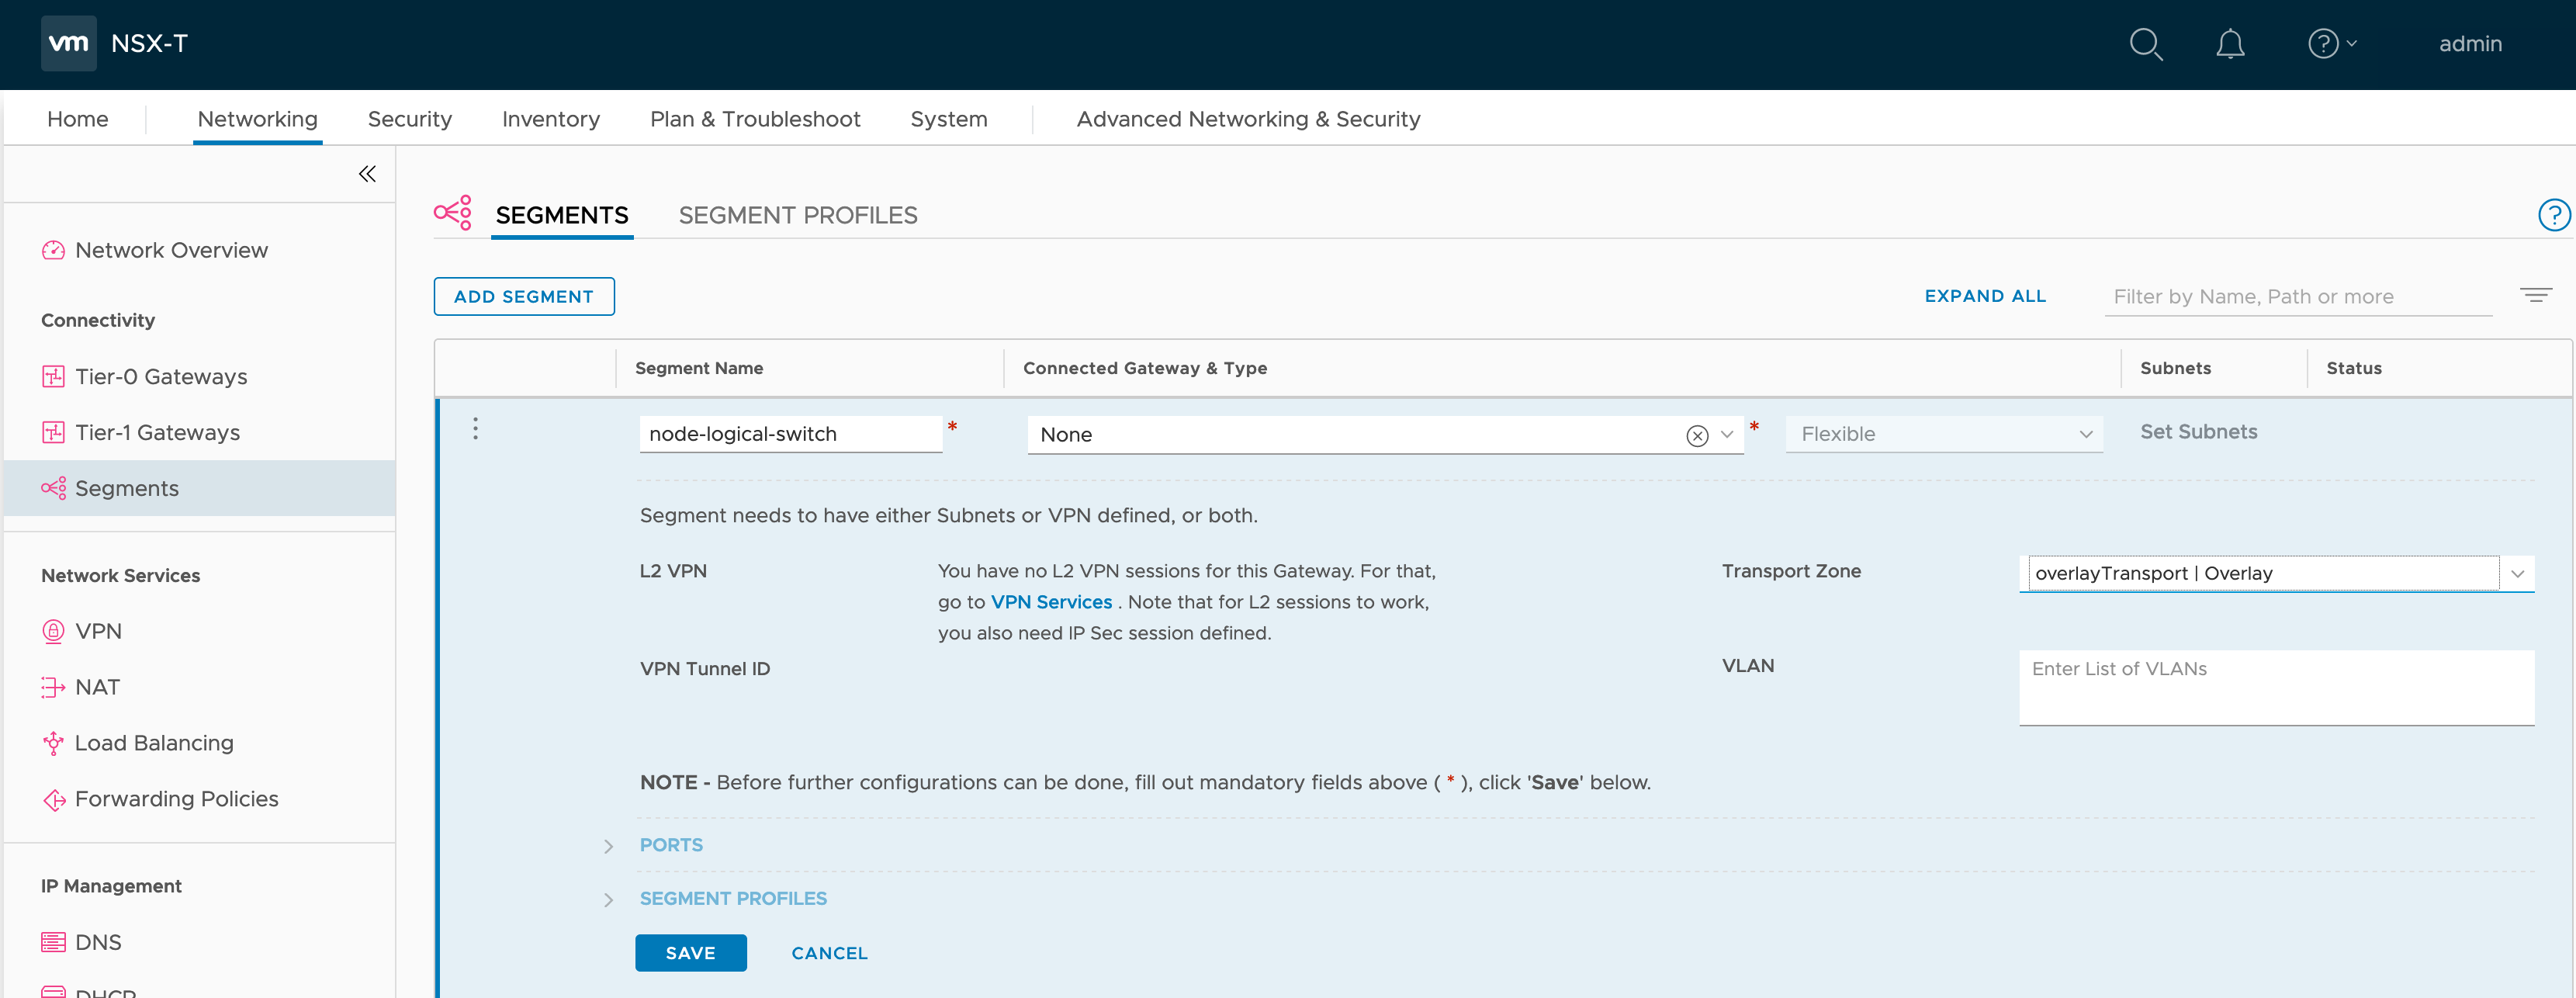 vm NSX-T
admin
Home Networking Security Inventory Plan & Troubleshoot System Advanced Networking & Security
Network Overview
Connectivity
Tier-0 Gateways
Tier-1 Gateways
Segments
Network Services
VPN
NAT
Load Balancing
Forwarding Policies
IP Management
DNS
DHCP
SEGMENTS SEGMENT PROFILES
ADD SEGMENT
EXPAND ALL
Filter by Name, Path or more
Segment Name Connected Gateway & Type Subnets Status
node-logical-switch * None * Flexible Set Subnets
Segment needs to have either Subnets or VPN defined, or both.
L2 VPN
You have no L2 VPN sessions for this Gateway. For that,
go to VPN Services . Note that for L2 sessions to work,
you also need IP Sec session defined.
Transport Zone
overlayTransport | Overlay
VPN Tunnel ID
VLAN
Enter List of VLANs
NOTE - Before further configurations can be done, fill out mandatory fields above ( * ), click 'Save' below.
PORTS
SEGMENT PROFILES
SAVE CANCEL